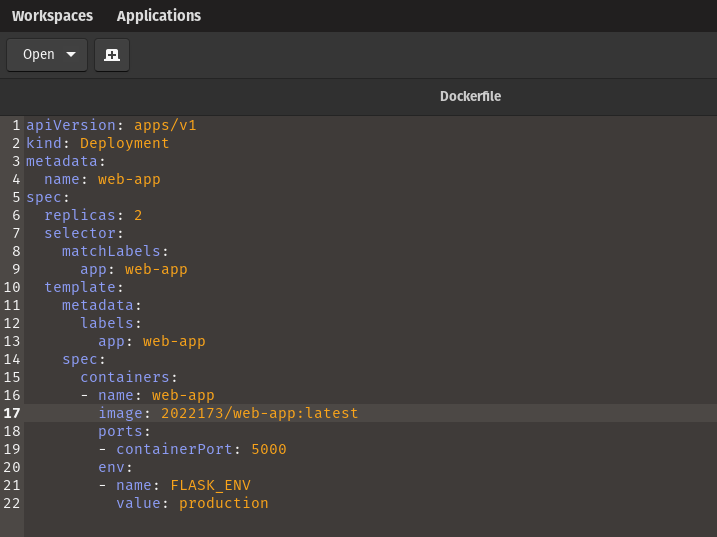 Workspaces Applications
Open
Dockerfile
1 apiVersion: apps/v1
2 kind: Deployment
3 metadata:
4   name: web-app
5 spec:
6   replicas: 2
7   selector:
8     matchLabels:
9       app: web-app
10   template:
11     metadata:
12       labels:
13         app: web-app
14     spec:
15       containers:
16       - name: web-app
17         image: 2022173/web-app:latest
18         ports:
19         - containerPort: 5000
20         env:
21         - name: FLASK_ENV
22           value: production